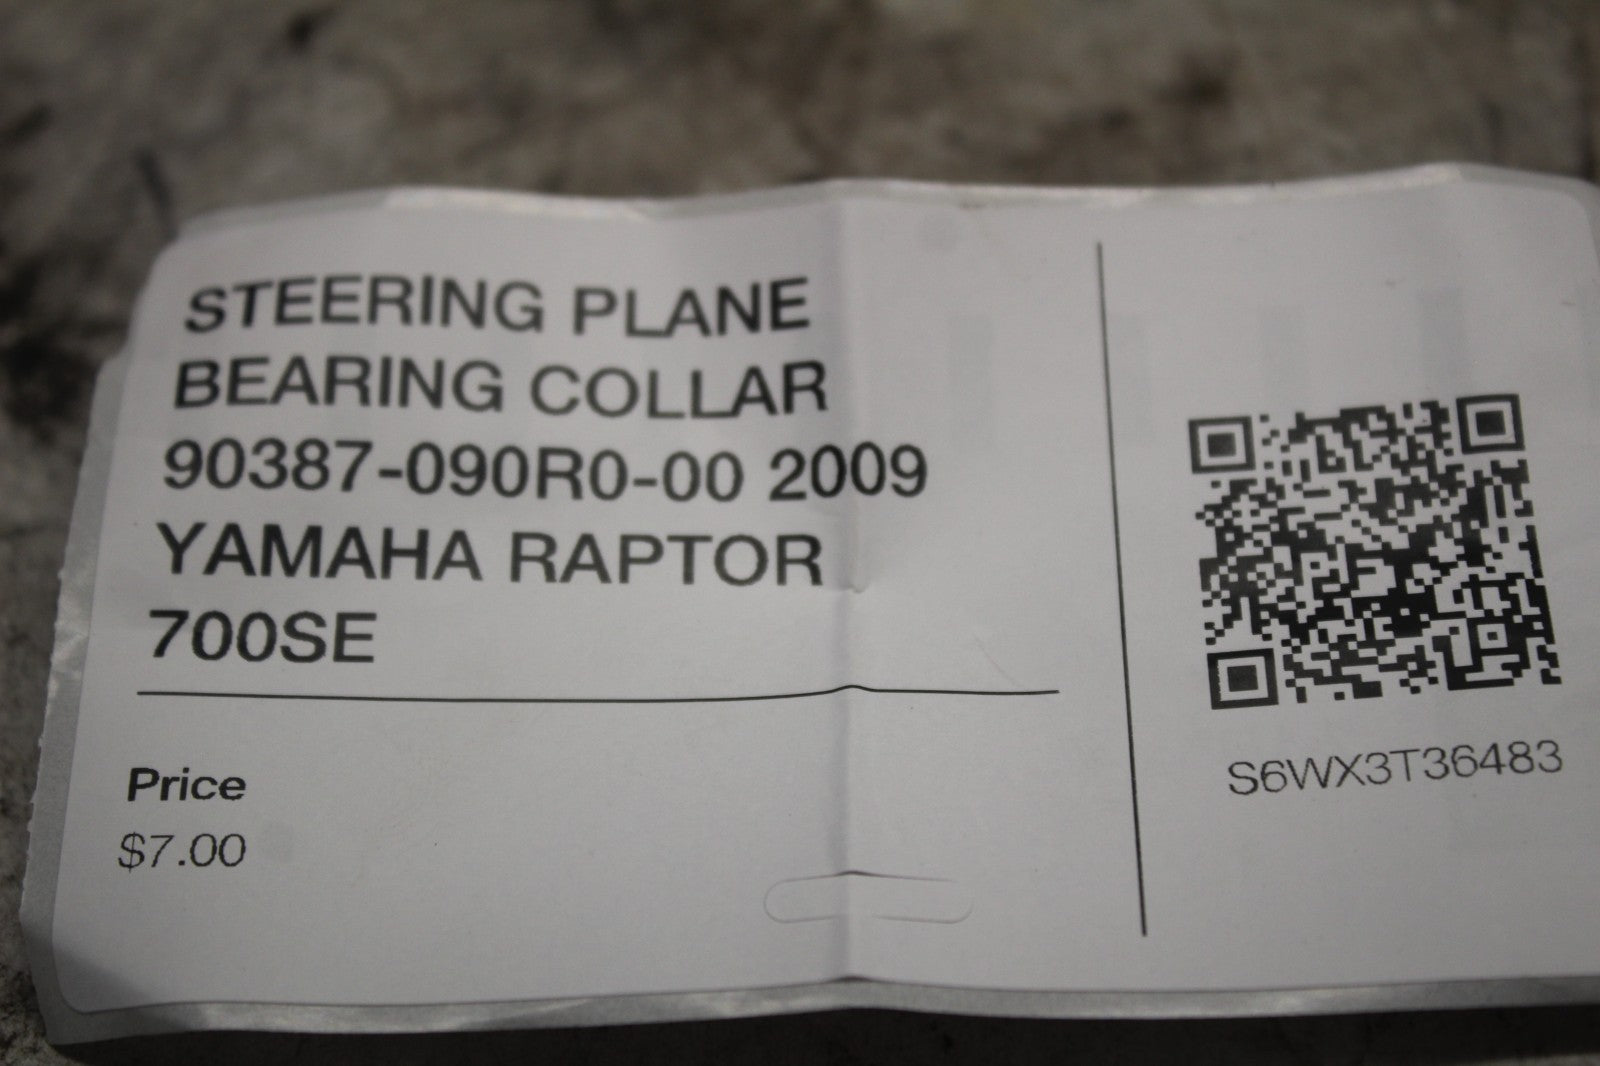 STEERING PLANE
BEARING COLLAR
90387-090R0-00 2009
YAMAHA RAPTOR
700SE
Price
$7.00
S6WX3T36483